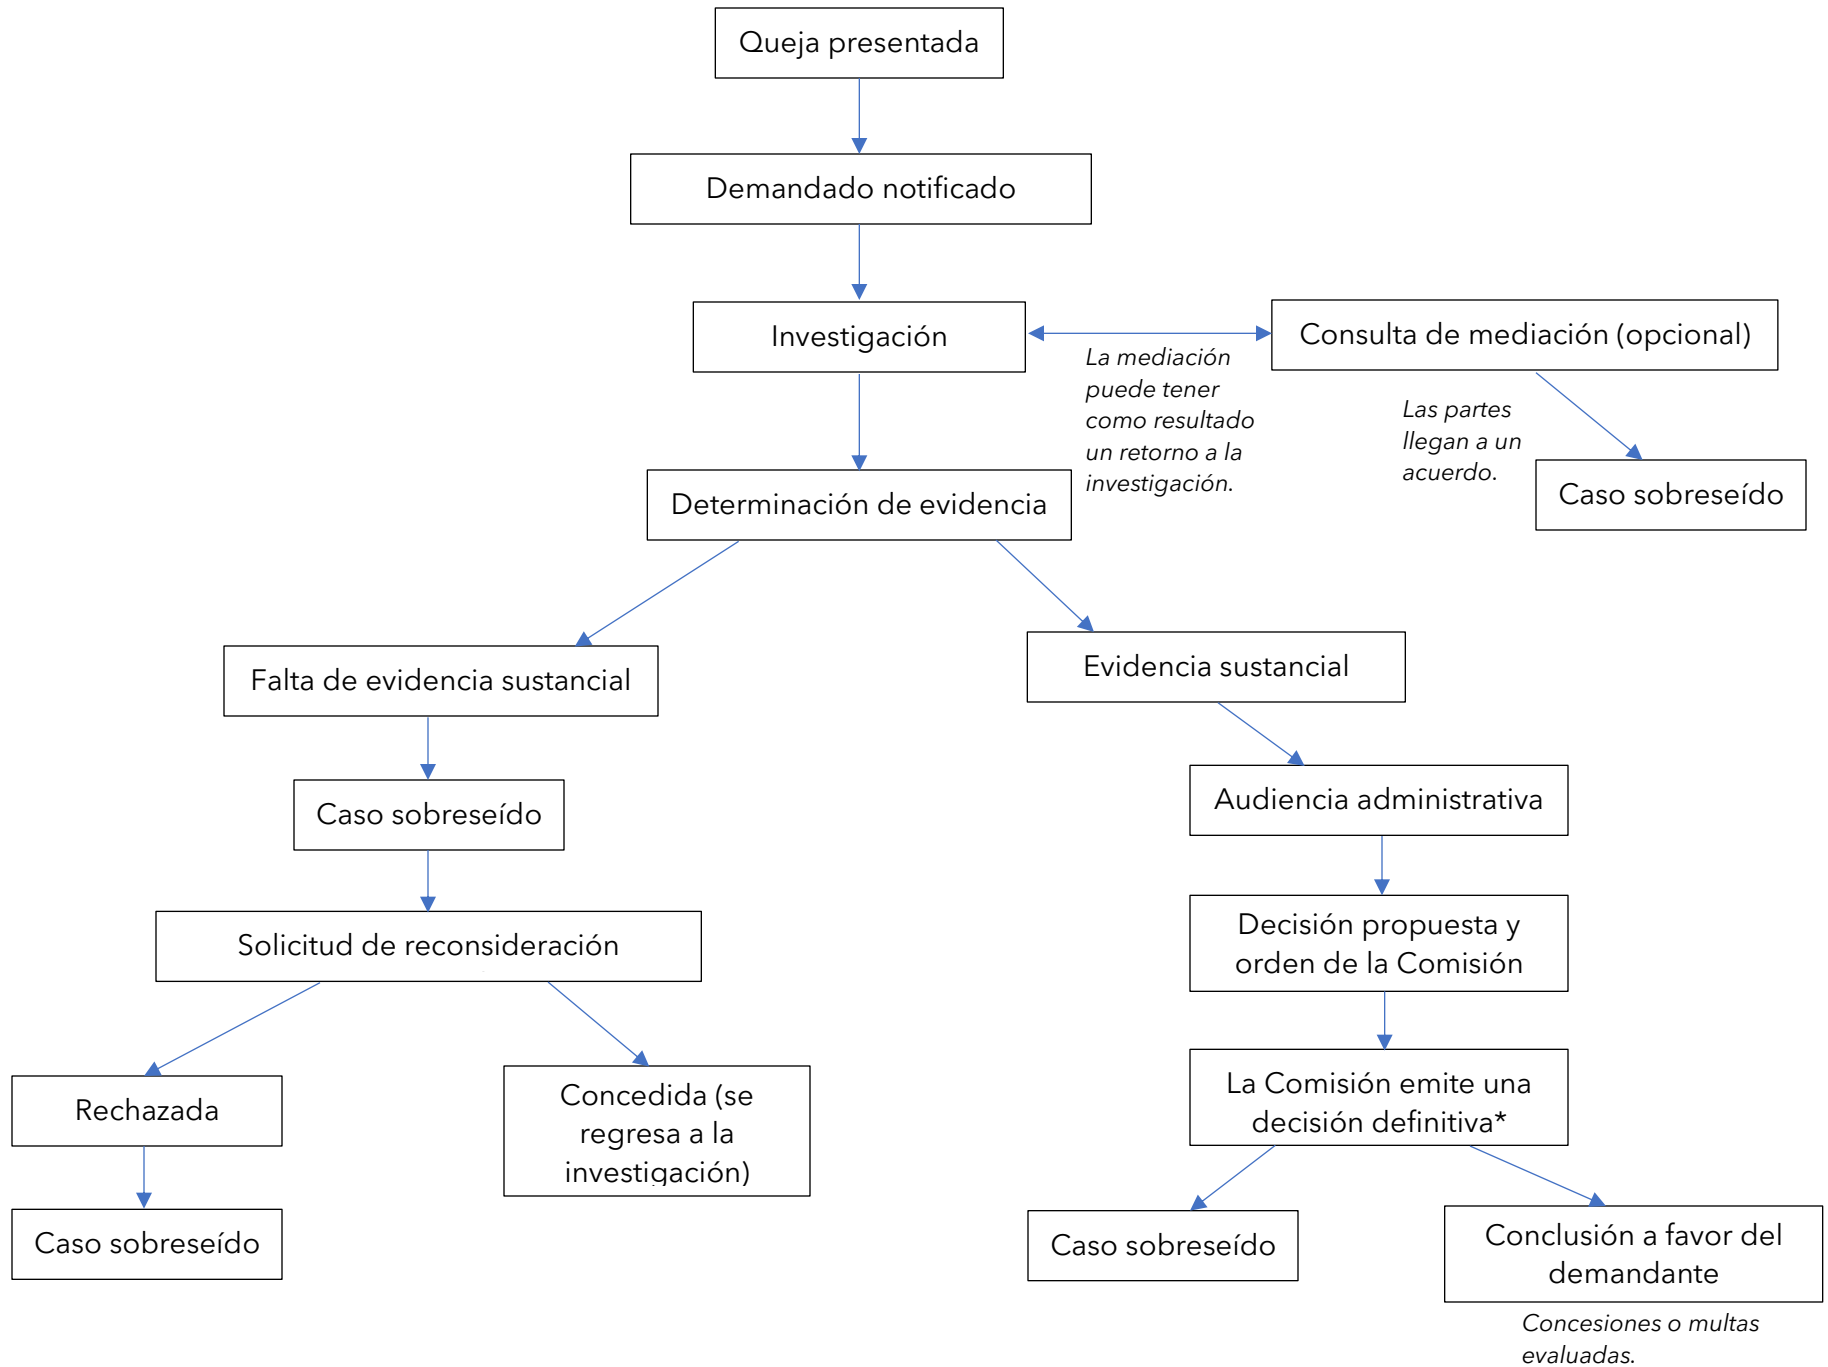 Queja presentada
Demandado notificado
Investigación
Consulta de mediación (opcional)
La mediación
puede tener
como resultado
un retorno a la
investigación.
Las partes
llegan a un
acuerdo.
Caso sobreseído
Determinación de evidencia
Falta de evidencia sustancial
Evidencia sustancial
Caso sobreseído
Audiencia administrativa
Solicitud de reconsideración
Decisión propuesta y
orden de la Comisión
Rechazada
Concedida (se
regresa a la
investigación)
La Comisión emite una
decisión definitiva*
Caso sobreseído
Caso sobreseído
Conclusión a favor del
demandante
Concesiones o multas
evaluadas.